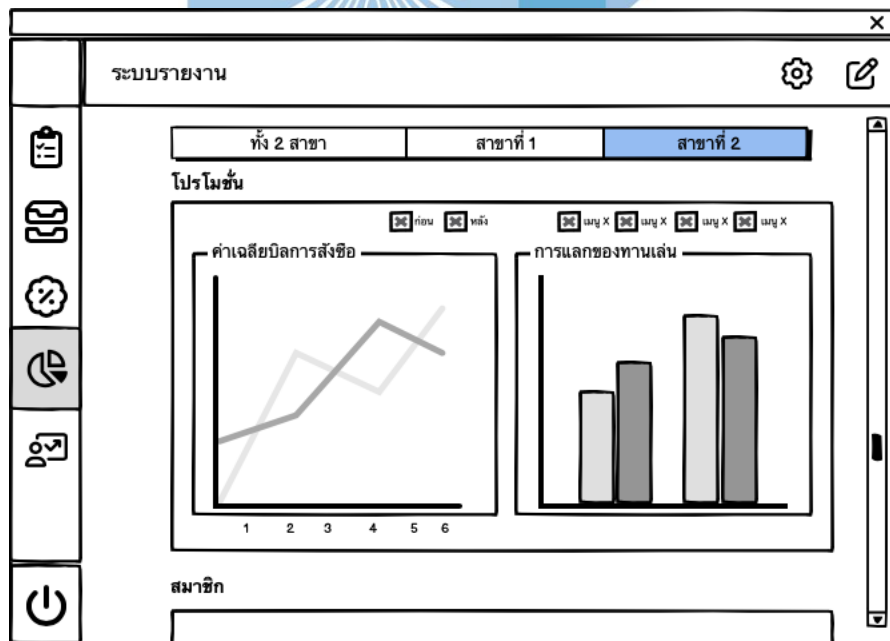 ระบบรายงาน
ทั้ง 2 สาขา สาขาที่ 1 สาขาที่ 2
โปรโมชั่น
ก่อน หลัง เมนู X เมนู X เมนู X เมนู X
ค่าเฉลี่ยบิลการสั่งซื้อ การแลกของทานเล่น
1 2 3 4 5 6
สมาชิก